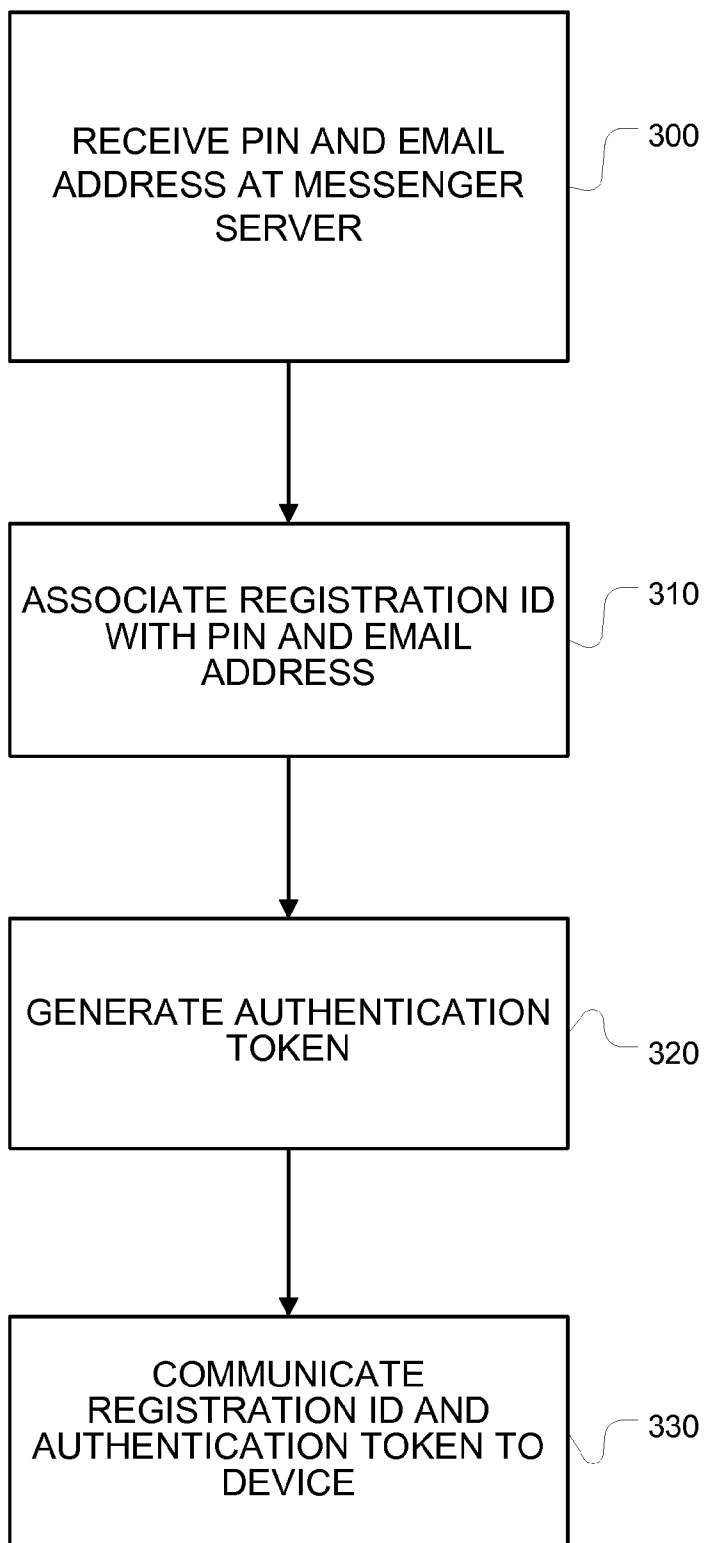 RECEIVE PIN AND EMAIL
ADDRESS AT MESSENGER
SERVER
300
ASSOCIATE REGISTRATION ID
WITH PIN AND EMAIL
ADDRESS
310
GENERATE AUTHENTICATION
TOKEN
320
COMMUNICATE
REGISTRATION ID AND
AUTHENTICATION TOKEN TO
DEVICE
330